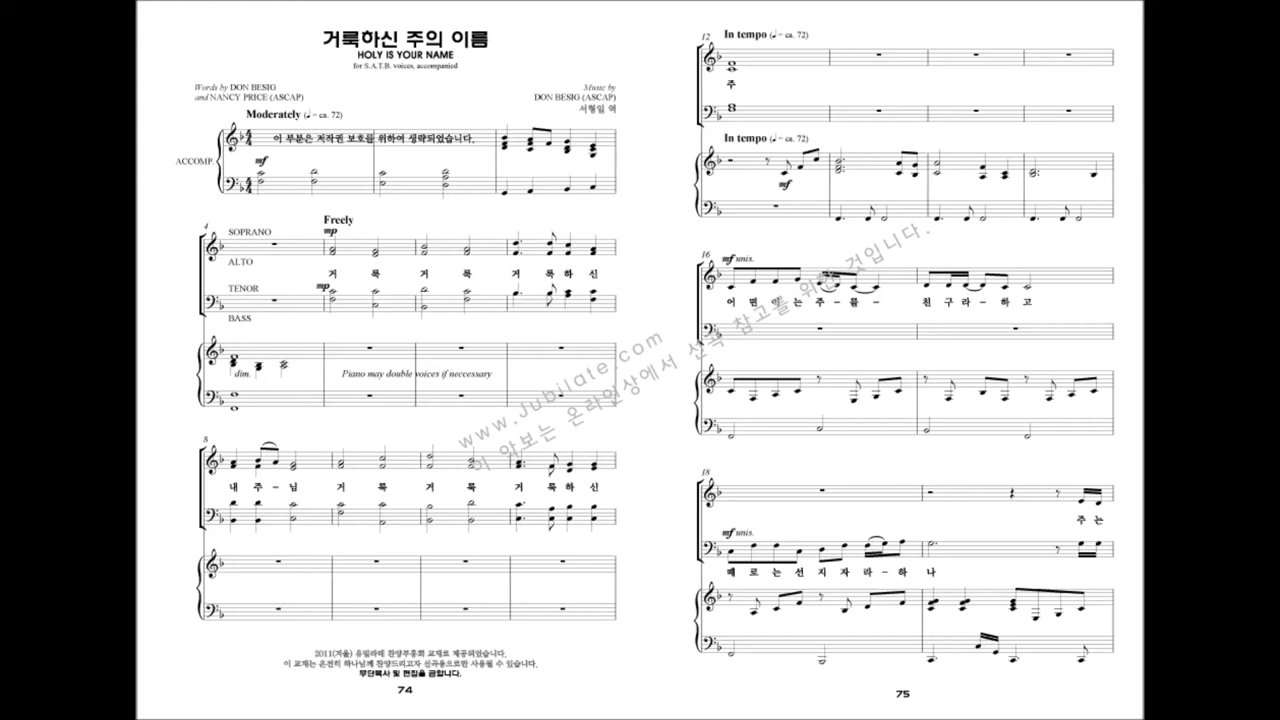 거룩하신 주의 이름
HOLY IS YOUR NAME
for S.A.T.B. voices, accompanied
Words by DON BESIG
and NANCY PRICE (ASCAP)
Music by
DON BESIG (ASCAP)
서형일 역
Moderately (♩= ca. 72)
이 부분은 저작권 보호를 위하여 생략되었습니다.
ACCOMP.
mf
4
Freely
SOPRANO
mp
ALTO
거 룩 거 룩 거 룩 하 신
TENOR
mp
BASS
dim.
Piano may double voices if neccessary
8
내 주 - 님 거 룩 거 룩 거 룩 하 신
2011(겨울) 유빌라테 찬양부흥회 교재로 제공되었습니다.
이 교재는 온전히 하나님께 찬양드리고자 선곡용으로만 사용될 수 있습니다.
무단복사 및 편집을 금합니다.
74
12
In tempo (♩= ca. 72)
주
In tempo (♩= ca. 72)
mf
16
mf unis.
어 떤 이 는 주 - 를 - 친 구 라 - 하 고
18
주 는
mf unis.
때 로 는 선 지 자 라 - 하 나
75
www.Jubilate.com
이 악보는 온라인상에서 선곡 참고를 위한 것입니다.